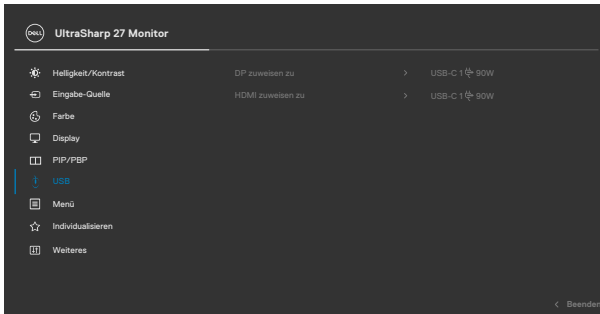 DELL UltraSharp 27 Monitor
Helligkeit/Kontrast DP zuweisen zu > USB-C 1 90W
Eingabe-Quelle HDMI zuweisen zu > USB-C 1 90W
Farbe
Display
PIP/PBP
USB
Menü
Individualisieren
Weiteres
< Beenden